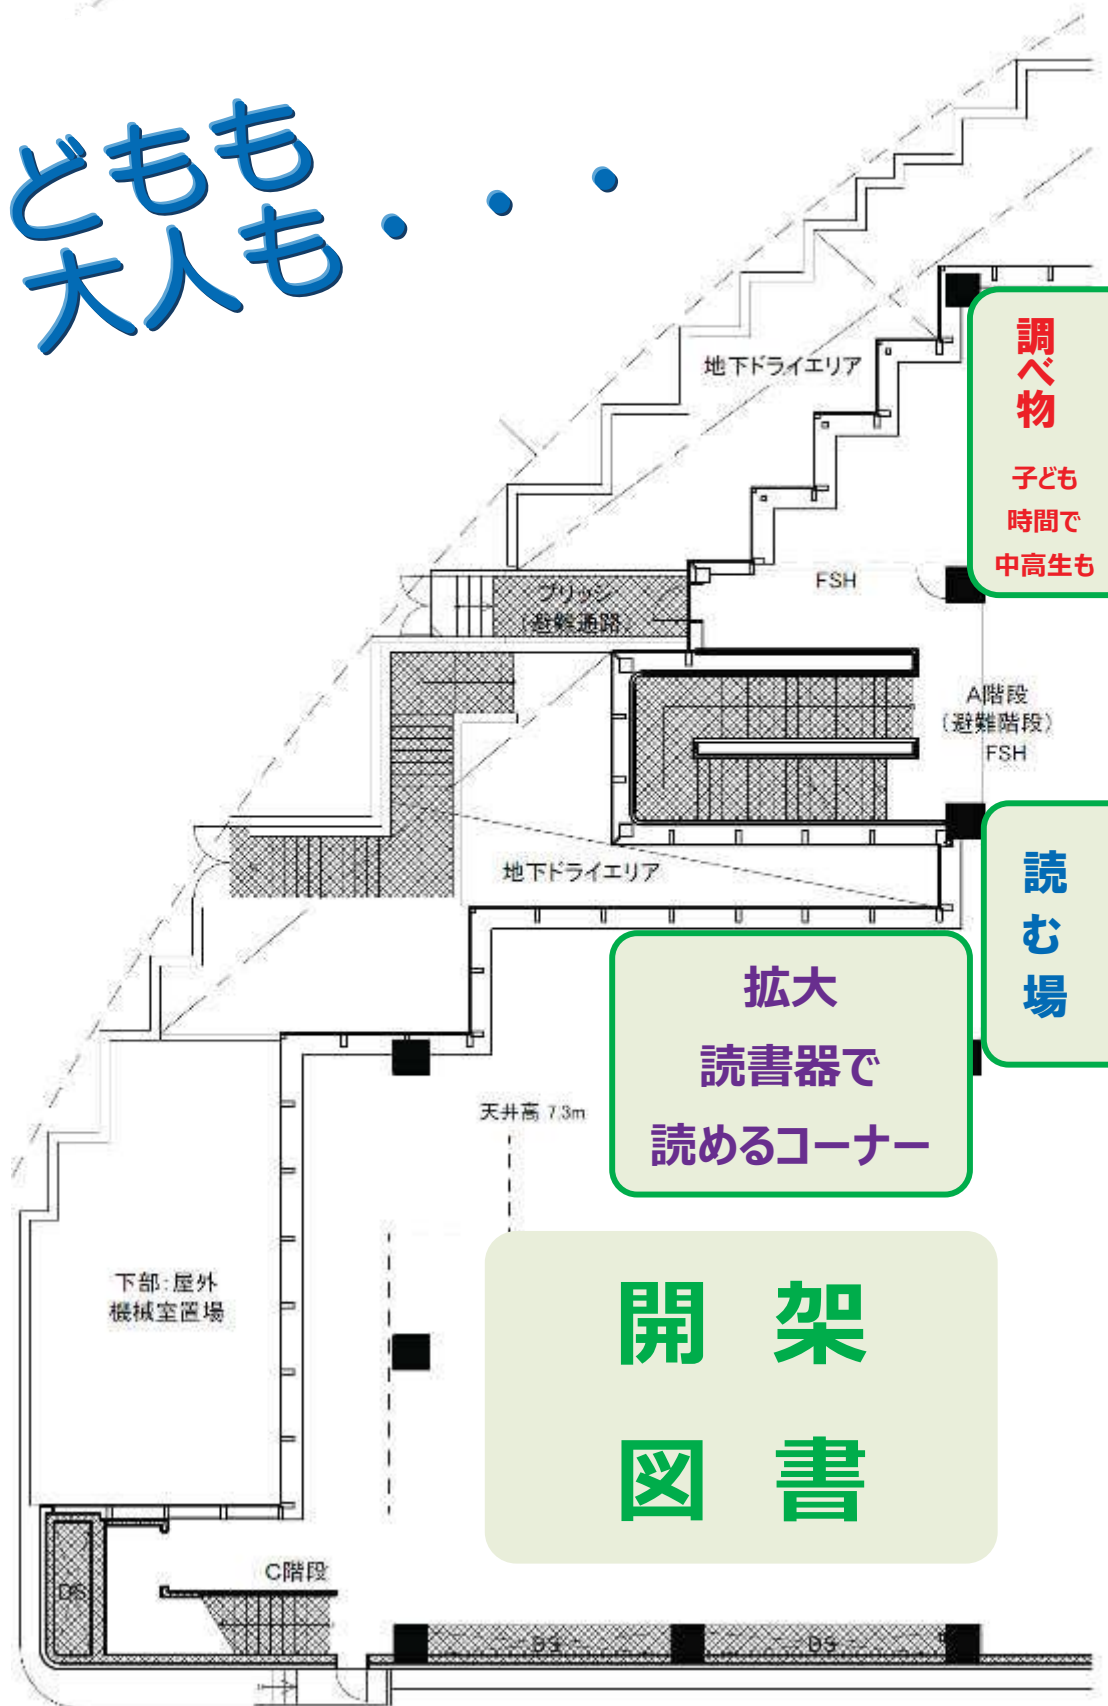 どもも
大人も・・・
地下ドライエリア
調べ物
子ども
時間で
中高生も
FSH
ブリッジ
（避難通路）
A階段
（避難階段）
FSH
地下ドライエリア
読む場
拡大
読書器で
読めるコーナー
天井高 7.3m
下部：屋外
機械室置場
開架
図書
C階段
DS
DS
DS